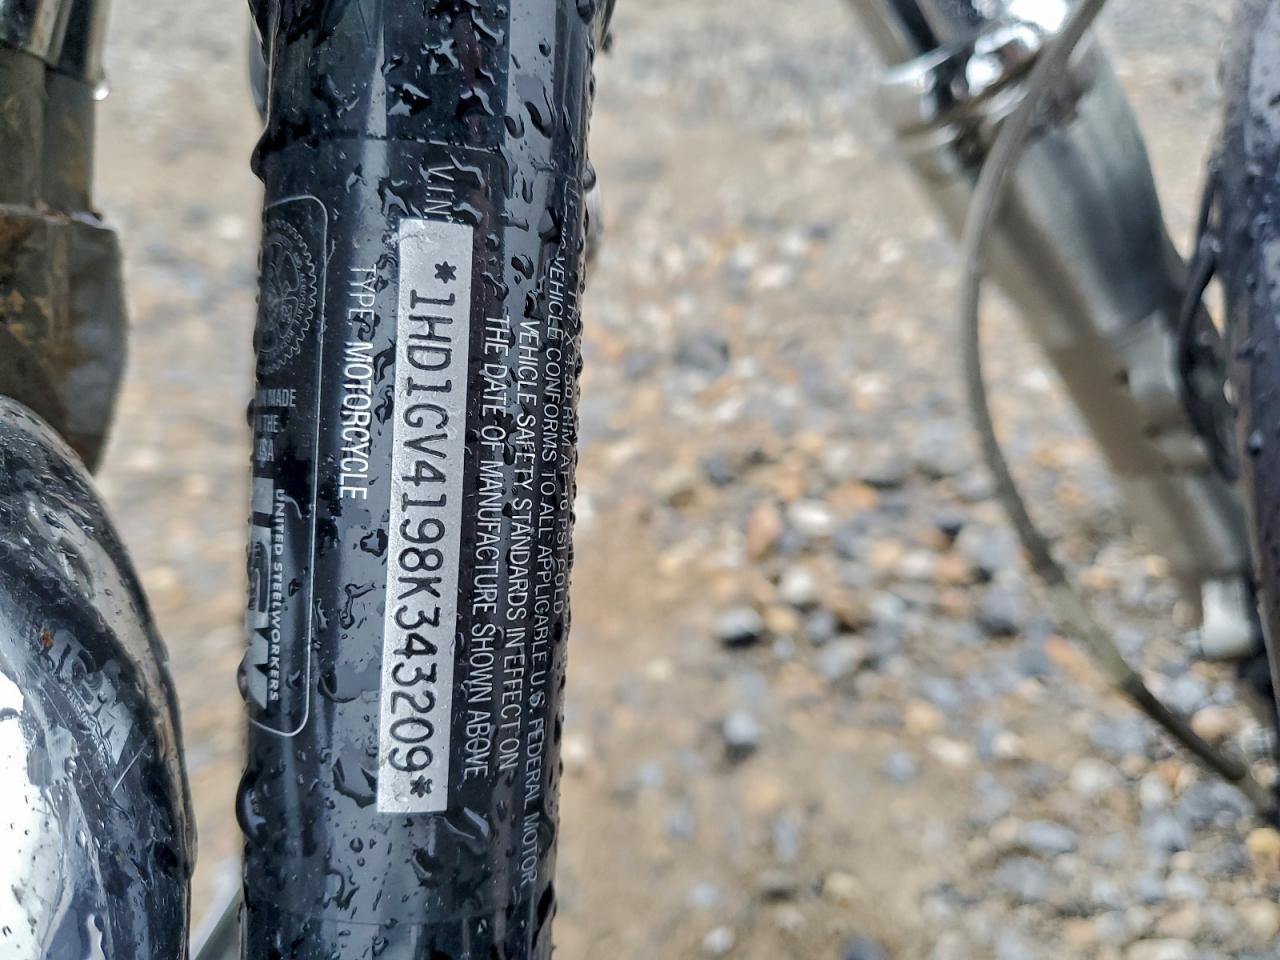 V.I.N.
*1HD1GV4198K343209*
TYPE: MOTORCYCLE
VEHICLE CONFORMS TO ALL APPLICABLE U.S. FEDERAL MOTOR
VEHICLE SAFETY STANDARDS IN EFFECT ON
THE DATE OF MANUFACTURE SHOWN ABOVE
MADE
THE
USA
UNITED STEELWORKERS